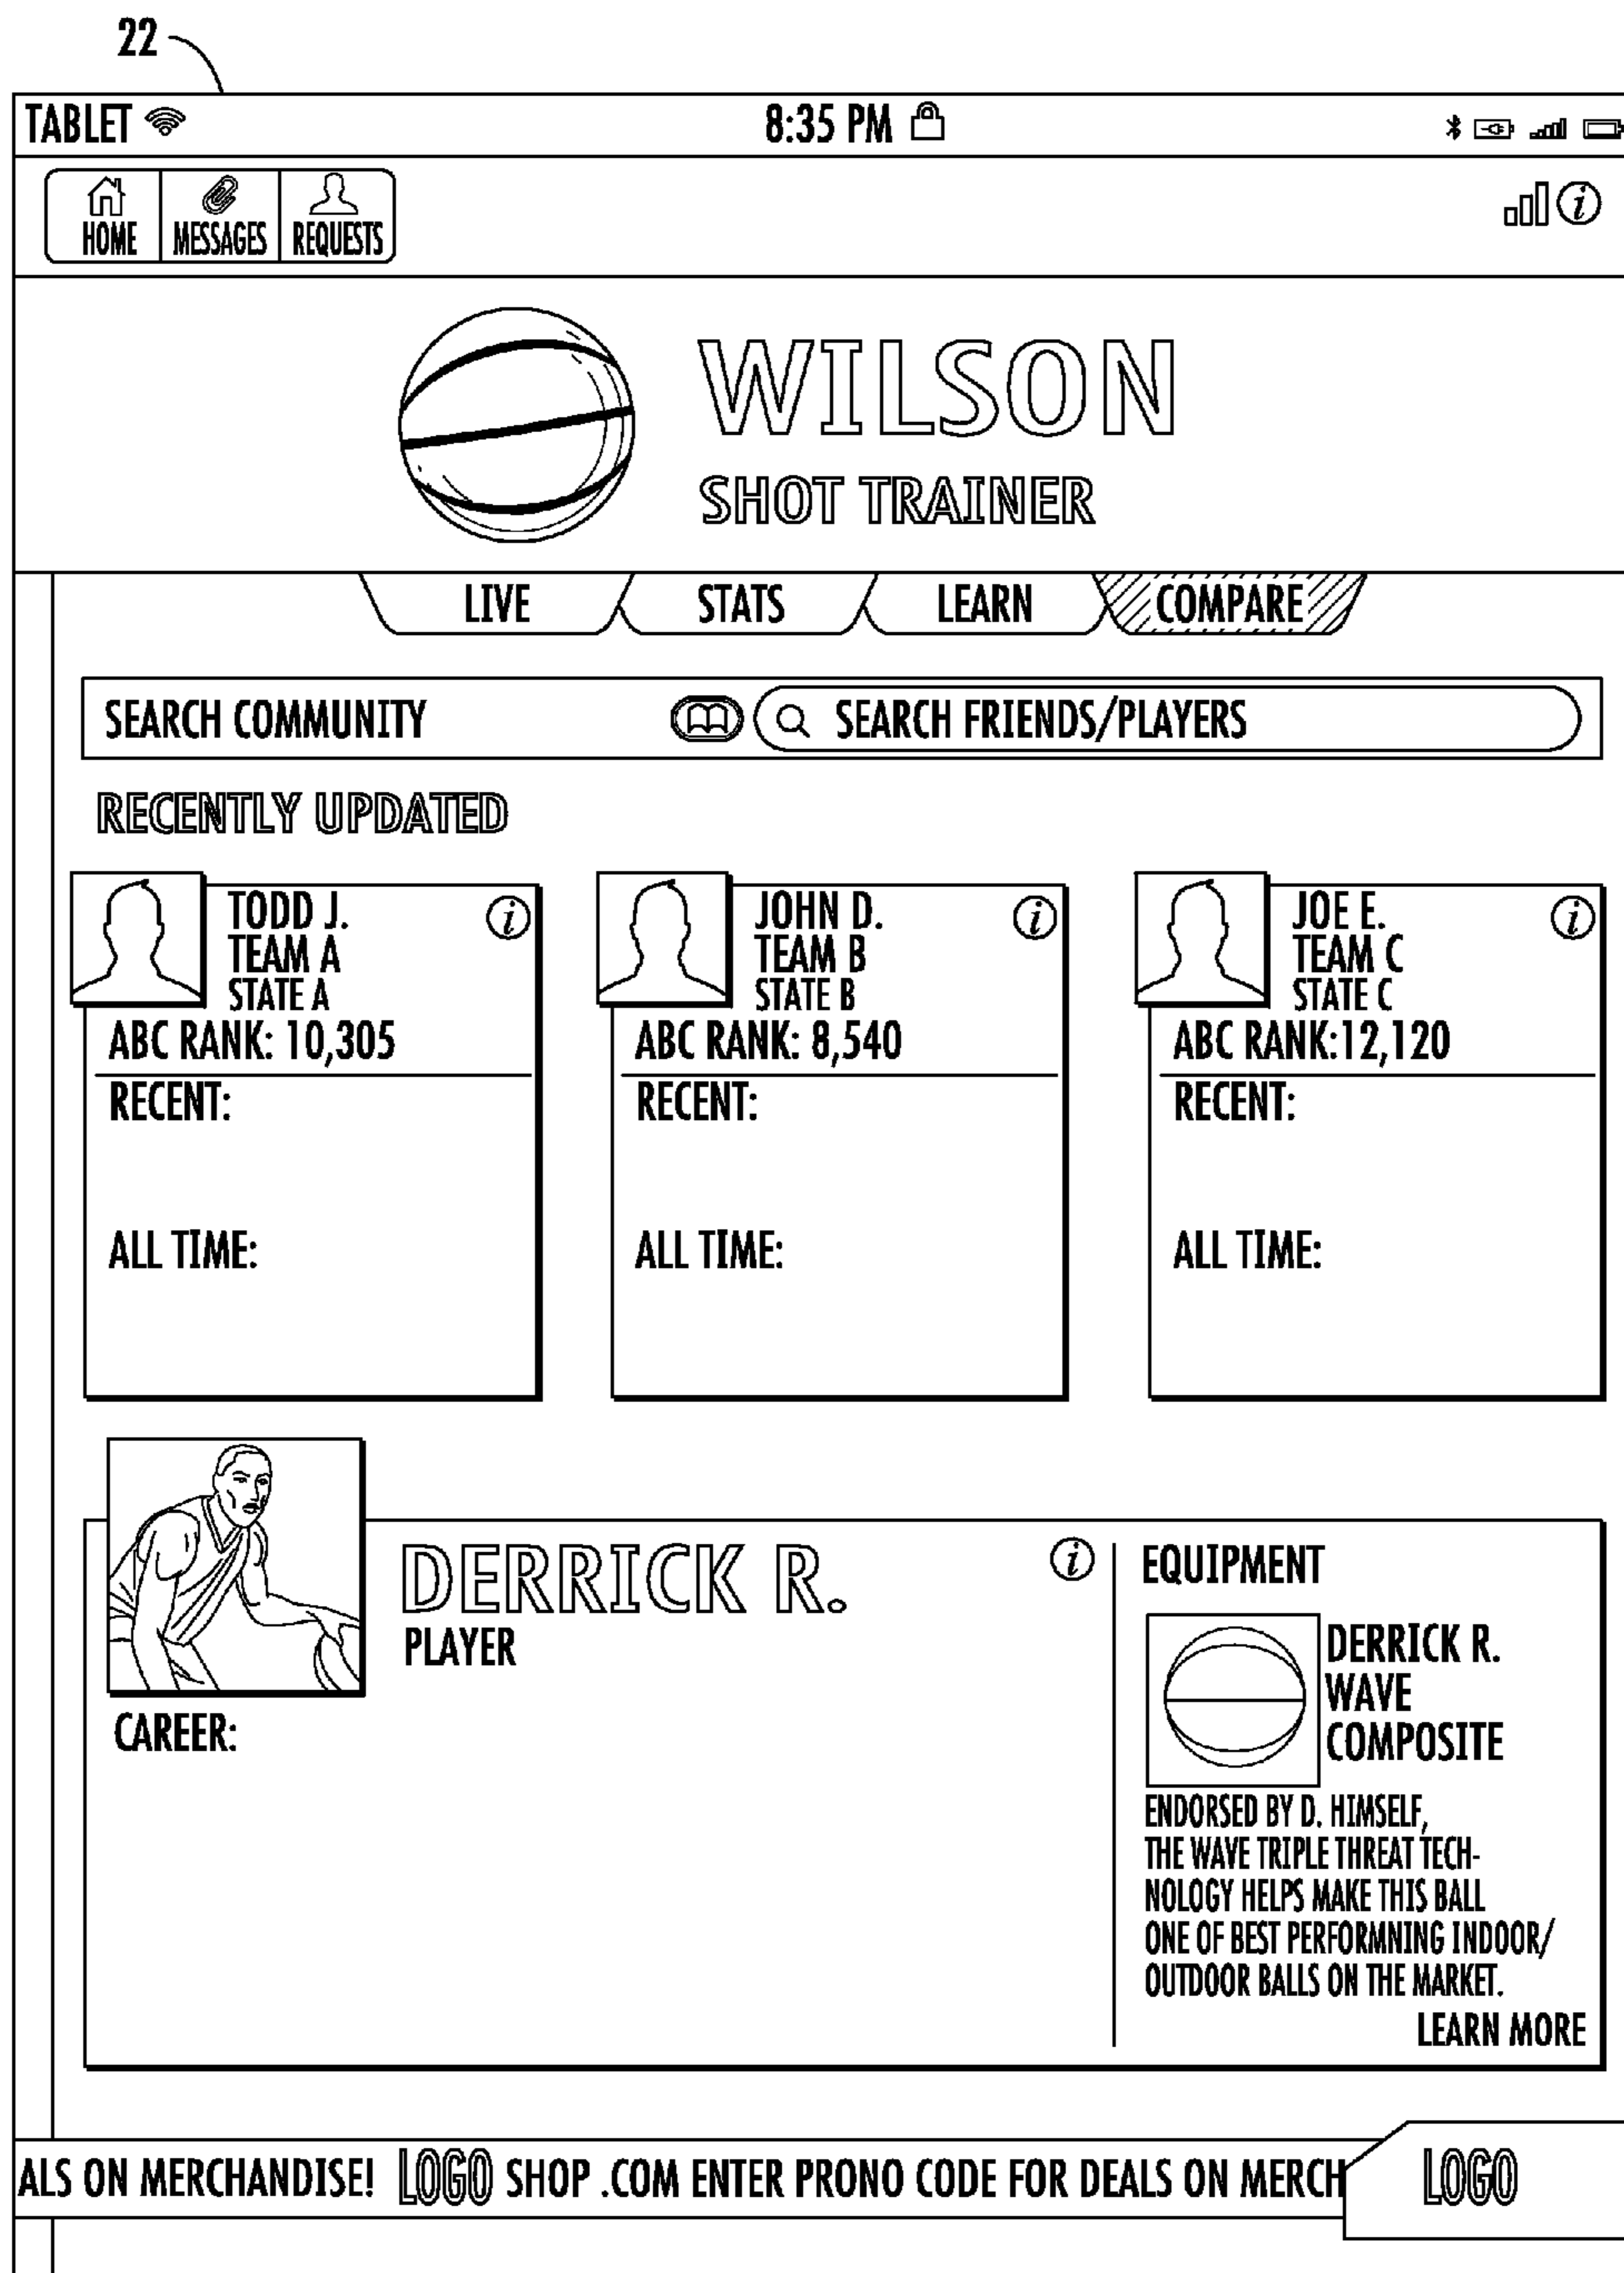 22
TABLET 8:35 PM
HOME MESSAGES REQUESTS
i
WILSON
SHOT TRAINER
LIVE STATS LEARN COMPARE
SEARCH COMMUNITY SEARCH FRIENDS/PLAYERS
RECENTLY UPDATED
TODD J.
TEAM A
STATE A
ABC RANK: 10,305
RECENT:
ALL TIME:
i
JOHN D.
TEAM B
STATE B
ABC RANK: 8,540
RECENT:
ALL TIME:
i
JOE E.
TEAM C
STATE C
ABC RANK:12,120
RECENT:
ALL TIME:
i
DERRICK R.
PLAYER
CAREER:
i
EQUIPMENT
DERRICK R.
WAVE
COMPOSITE
ENDORSED BY D. HIMSELF,
THE WAVE TRIPLE THREAT TECH-
NOLOGY HELPS MAKE THIS BALL
ONE OF BEST PERFORMNING INDOOR/
OUTDOOR BALLS ON THE MARKET.
LEARN MORE
ALS ON MERCHANDISE! LOGO SHOP .COM ENTER PRONO CODE FOR DEALS ON MERCH LOGO